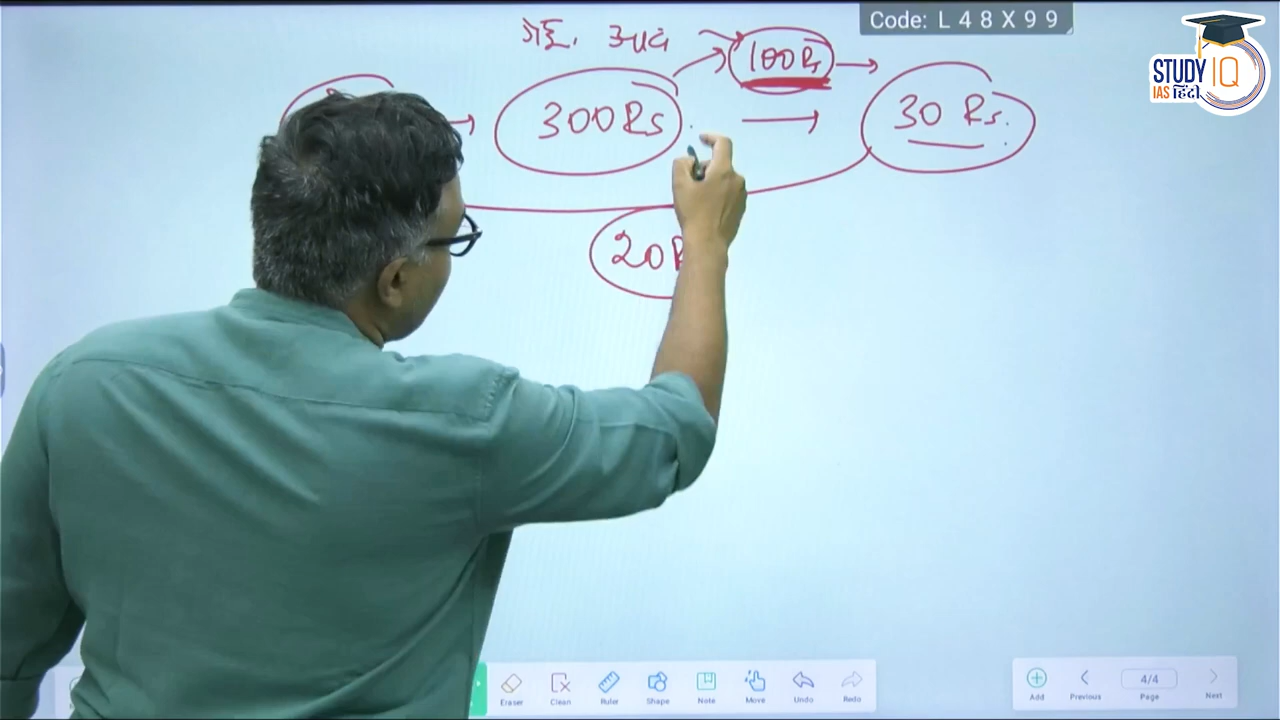 Code: L 4 8 X 9 9
STUDY IQ
IAS हिंदी
100 Rs
300 Rs
30 Rs.
20
Eraser Clean Ruler Shape Note Move Undo Redo
Add Previous 4/4 Page Next